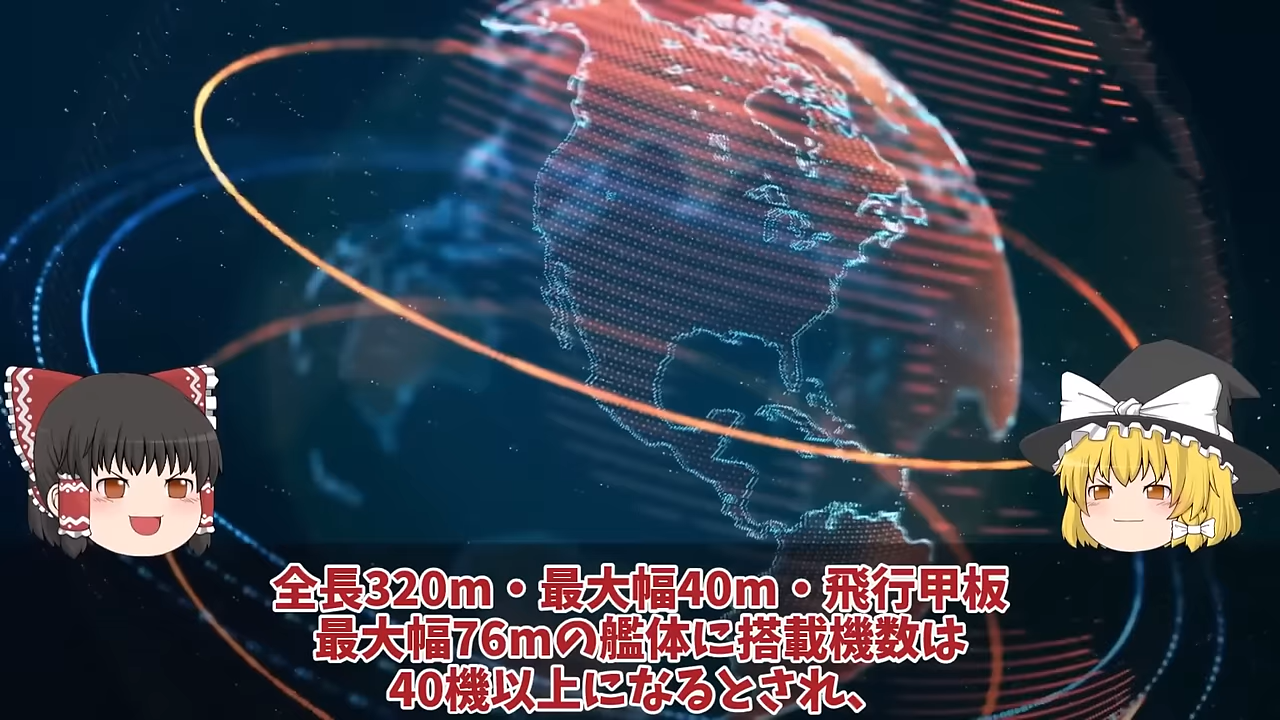 全長320m・最大幅40m・飛行甲板
最大幅76mの艦体に搭載機数は
40機以上になるとされ、